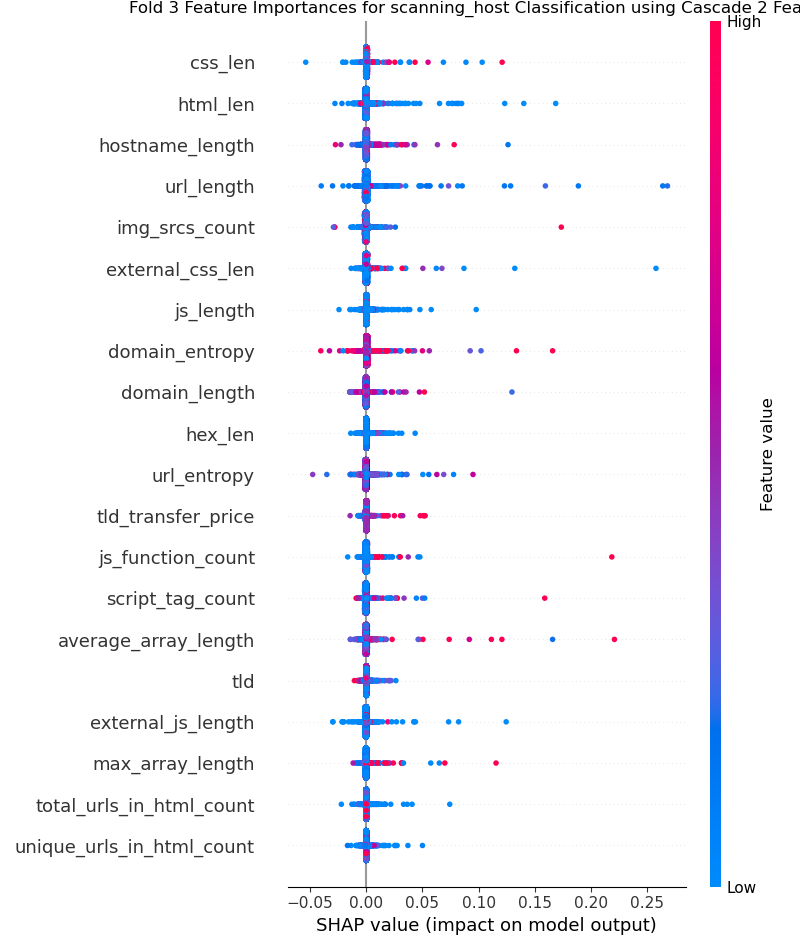 Fold 3 Feature Importances for scanning_host Classification using Cascade 2 Fea
High
css_len
html_len
hostname_length
url_length
img_srcs_count
external_css_len
js_length
domain_entropy
domain_length
hex_len
url_entropy
tld_transfer_price
js_function_count
script_tag_count
average_array_length
tld
external_js_length
max_array_length
total_urls_in_html_count
unique_urls_in_html_count
Feature value
Low
−0.05 0.00 0.05 0.10 0.15 0.20 0.25
SHAP value (impact on model output)